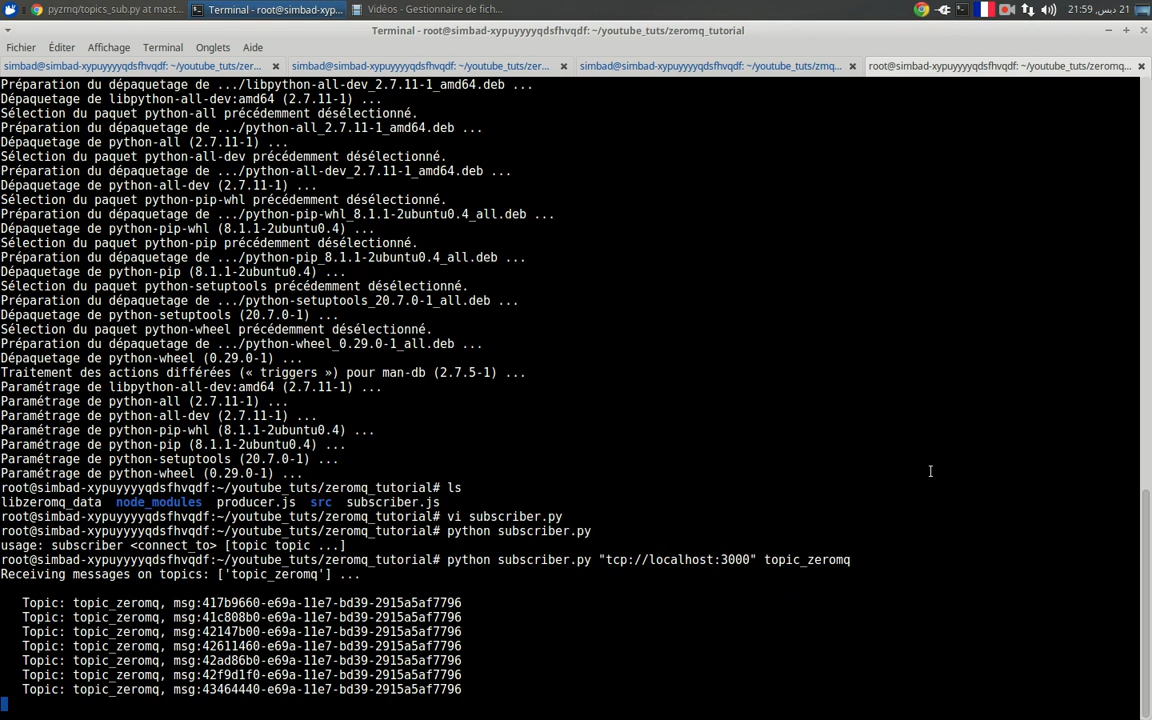 pyzmq/topics_sub.py at mast...
Terminal - root@simbad-xyp...
Vidéos - Gestionnaire de fich...
21 دبس, 21:59
Terminal - root@simbad-xypuyyyyqdsfhvqdf: ~/youtube_tuts/zeromq_tutorial
Fichier Éditer Affichage Terminal Onglets Aide
simbad@simbad-xypuyyyyqdsfhvqdf: ~/youtube_tuts/zer...
simbad@simbad-xypuyyyyqdsfhvqdf: ~/youtube_tuts/zer...
simbad@simbad-xypuyyyyqdsfhvqdf: ~/youtube_tuts/zmq...
root@simbad-xypuyyyyqdsfhvqdf: ~/youtube_tuts/zeromq...
Préparation du dépaquetage de .../libpython-all-dev_2.7.11-1_amd64.deb ...
Dépaquetage de libpython-all-dev:amd64 (2.7.11-1) ...
Sélection du paquet python-all précédemment désélectionné.
Préparation du dépaquetage de .../python-all_2.7.11-1_amd64.deb ...
Dépaquetage de python-all (2.7.11-1) ...
Sélection du paquet python-all-dev précédemment désélectionné.
Préparation du dépaquetage de .../python-all-dev_2.7.11-1_amd64.deb ...
Dépaquetage de python-all-dev (2.7.11-1) ...
Sélection du paquet python-pip-whl précédemment désélectionné.
Préparation du dépaquetage de .../python-pip-whl_8.1.1-2ubuntu0.4_all.deb ...
Dépaquetage de python-pip-whl (8.1.1-2ubuntu0.4) ...
Sélection du paquet python-pip précédemment désélectionné.
Préparation du dépaquetage de .../python-pip_8.1.1-2ubuntu0.4_all.deb ...
Dépaquetage de python-pip (8.1.1-2ubuntu0.4) ...
Sélection du paquet python-setuptools précédemment désélectionné.
Préparation du dépaquetage de .../python-setuptools_20.7.0-1_all.deb ...
Dépaquetage de python-setuptools (20.7.0-1) ...
Sélection du paquet python-wheel précédemment désélectionné.
Préparation du dépaquetage de .../python-wheel_0.29.0-1_all.deb ...
Dépaquetage de python-wheel (0.29.0-1) ...
Traitement des actions différées (« triggers ») pour man-db (2.7.5-1) ...
Paramétrage de libpython-all-dev:amd64 (2.7.11-1) ...
Paramétrage de python-all (2.7.11-1) ...
Paramétrage de python-all-dev (2.7.11-1) ...
Paramétrage de python-pip-whl (8.1.1-2ubuntu0.4) ...
Paramétrage de python-pip (8.1.1-2ubuntu0.4) ...
Paramétrage de python-setuptools (20.7.0-1) ...
Paramétrage de python-wheel (0.29.0-1) ...
root@simbad-xypuyyyyqdsfhvqdf:~/youtube_tuts/zeromq_tutorial# ls
libzeromq_data node_modules producer.js src subscriber.js
root@simbad-xypuyyyyqdsfhvqdf:~/youtube_tuts/zeromq_tutorial# vi subscriber.py
root@simbad-xypuyyyyqdsfhvqdf:~/youtube_tuts/zeromq_tutorial# python subscriber.py
usage: subscriber <connect_to> [topic topic ...]
root@simbad-xypuyyyyqdsfhvqdf:~/youtube_tuts/zeromq_tutorial# python subscriber.py "tcp://localhost:3000" topic_zeromq
Receiving messages on topics: ['topic_zeromq'] ...
Topic: topic_zeromq, msg:417b9660-e69a-11e7-bd39-2915a5af7796
Topic: topic_zeromq, msg:41c808b0-e69a-11e7-bd39-2915a5af7796
Topic: topic_zeromq, msg:42147b00-e69a-11e7-bd39-2915a5af7796
Topic: topic_zeromq, msg:42611460-e69a-11e7-bd39-2915a5af7796
Topic: topic_zeromq, msg:42ad86b0-e69a-11e7-bd39-2915a5af7796
Topic: topic_zeromq, msg:42f9d1f0-e69a-11e7-bd39-2915a5af7796
Topic: topic_zeromq, msg:43464440-e69a-11e7-bd39-2915a5af7796